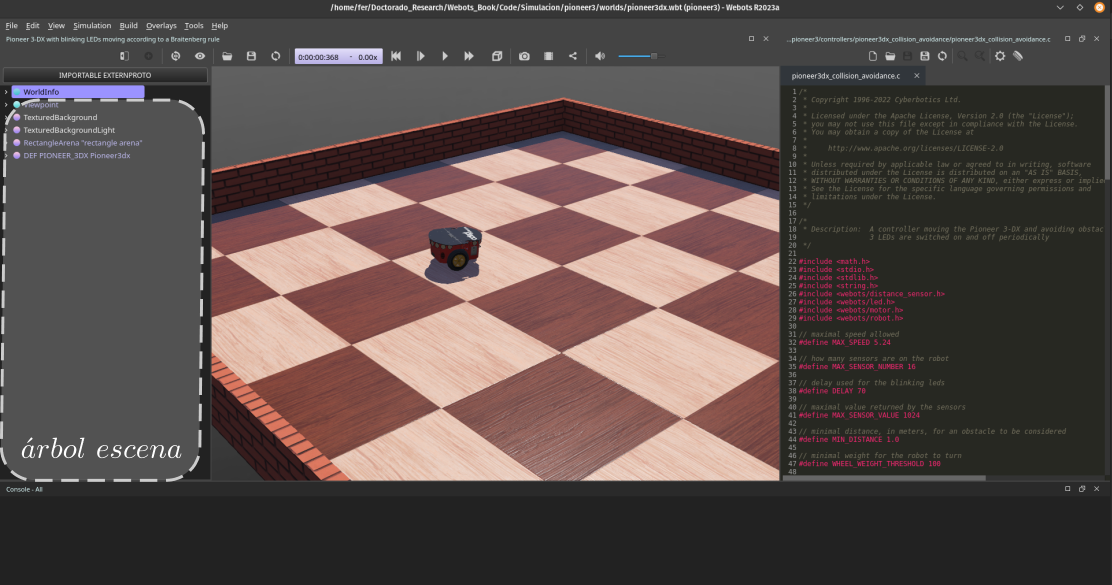 /home/fer/Doctorado_Research/Webots_Book/Code/Simulacion/pioneer3/worlds/pioneer3dx.wbt (pioneer3) - Webots R2023a
File Edit View Simulation Build Overlays Tools Help
Pioneer 3-DX with blinking LEDs moving according to a Braitenberg rule
...pioneer3/controllers/pioneer3dx_collision_avoidance/pioneer3dx_collision_avoidance.c
0:00:00:368 - 0.00x
IMPORTABLE EXTERNPROTO
WorldInfo
Viewpoint
TexturedBackground
TexturedBackgroundLight
RectangleArena "rectangle arena"
DEF PIONEER_3DX Pioneer3dx
árbol escena
pioneer3dx_collision_avoidance.c
1 /*
2 * Copyright 1996-2022 Cyberbotics Ltd.
3 *
4 * Licensed under the Apache License, Version 2.0 (the "License");
5 * you may not use this file except in compliance with the License.
6 * You may obtain a copy of the License at
7 *
8 * http://www.apache.org/licenses/LICENSE-2.0
9 *
10 * Unless required by applicable law or agreed to in writing, software
11 * distributed under the License is distributed on an "AS IS" BASIS,
12 * WITHOUT WARRANTIES OR CONDITIONS OF ANY KIND, either express or implie
13 * See the License for the specific language governing permissions and
14 * limitations under the License.
15 */
16
17 /*
18 * Description: A controller moving the Pioneer 3-DX and avoiding obstac
19 * 3 LEDs are switched on and off periodically
20 */
21
22 #include <math.h>
23 #include <stdio.h>
24 #include <stdlib.h>
25 #include <string.h>
26 #include <webots/distance_sensor.h>
27 #include <webots/led.h>
28 #include <webots/motor.h>
29 #include <webots/robot.h>
30
31 // maximal speed allowed
32 #define MAX_SPEED 5.24
33
34 // how many sensors are on the robot
35 #define MAX_SENSOR_NUMBER 16
36
37 // delay used for the blinking leds
38 #define DELAY 70
39
40 // maximal value returned by the sensors
41 #define MAX_SENSOR_VALUE 1024
42
43 // minimal distance, in meters, for an obstacle to be considered
44 #define MIN_DISTANCE 1.0
45
46 // minimal weight for the robot to turn
47 #define WHEEL_WEIGHT_THRESHOLD 100
48
Console - All